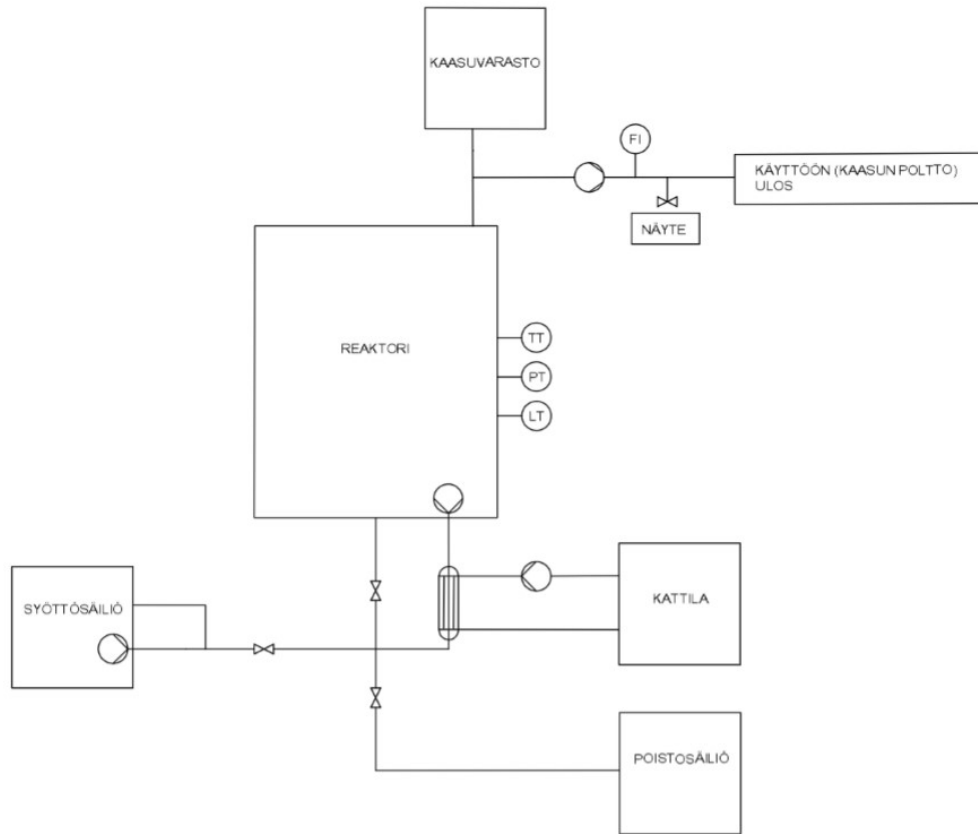 KAASUVARASTO
FI
KÄYTTÖÖN (KAASUN POLTTO)
ULOS
NÄYTE
REAKTORI
TT
PT
LT
SYÖTTÖSÄILIÖ
KATTILA
POISTOSÄILIÖ